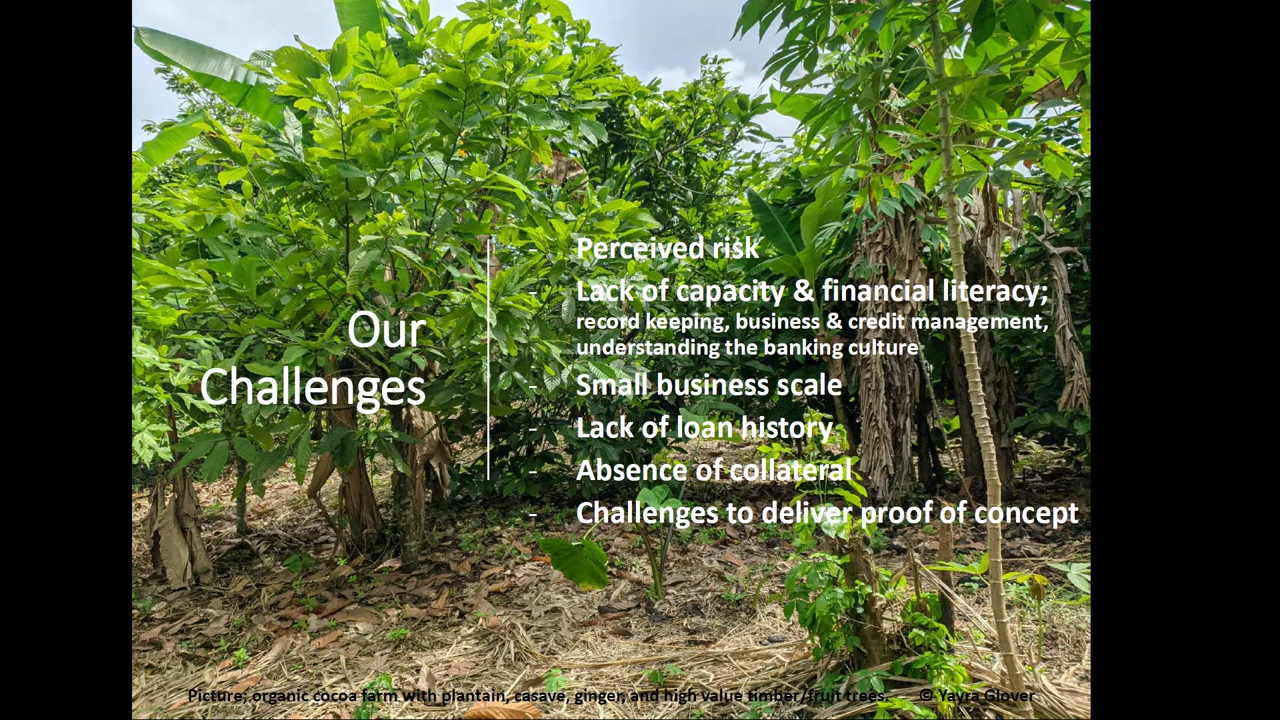 Our
Challenges
- Perceived risk
- Lack of capacity & financial literacy;
record keeping, business & credit management,
understanding the banking culture
- Small business scale
- Lack of loan history
- Absence of collateral
- Challenges to deliver proof of concept
Picture; organic cocoa farm with plantain, casave, ginger, and high value timber/fruit trees. © Yayra Glover